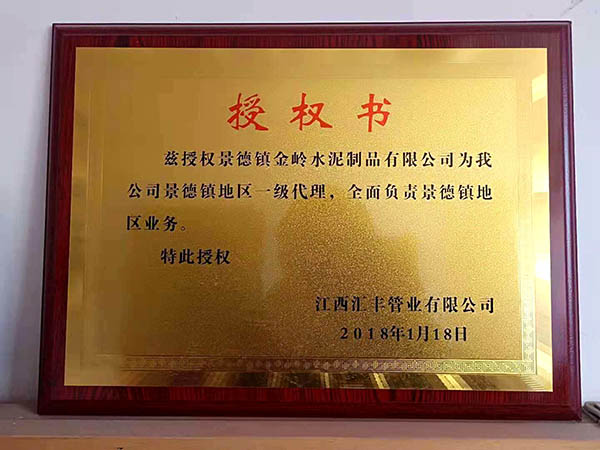 授权书
兹授权景德镇金岭水泥制品有限公司为我
公司景德镇地区一级代理，全面负责景德镇地
区业务。
特此授权
江西汇丰管业有限公司
2018年1月18日